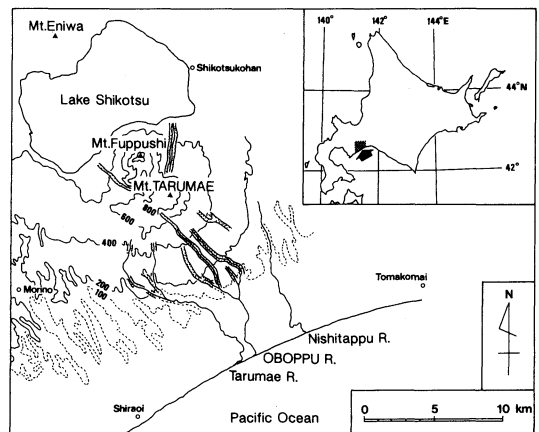 Mt.Eniwa
Shikotsukohan
Lake Shikotsu
Mt.Fuppushi
Mt.TARUMAE
800
600
400
200
100
Morino
Tomakomai
Nishitappu R.
OBOPPU R.
Tarumae R.
Shiraoi
Pacific Ocean
140°
142°
144°E
44°N
42°
N
0 5 10 km